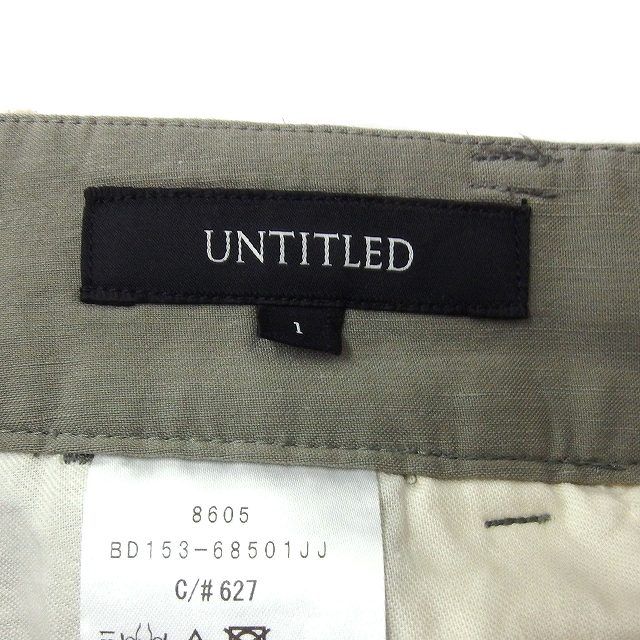 UNTITLED
1
8605
BD153-68501JJ
C/#627